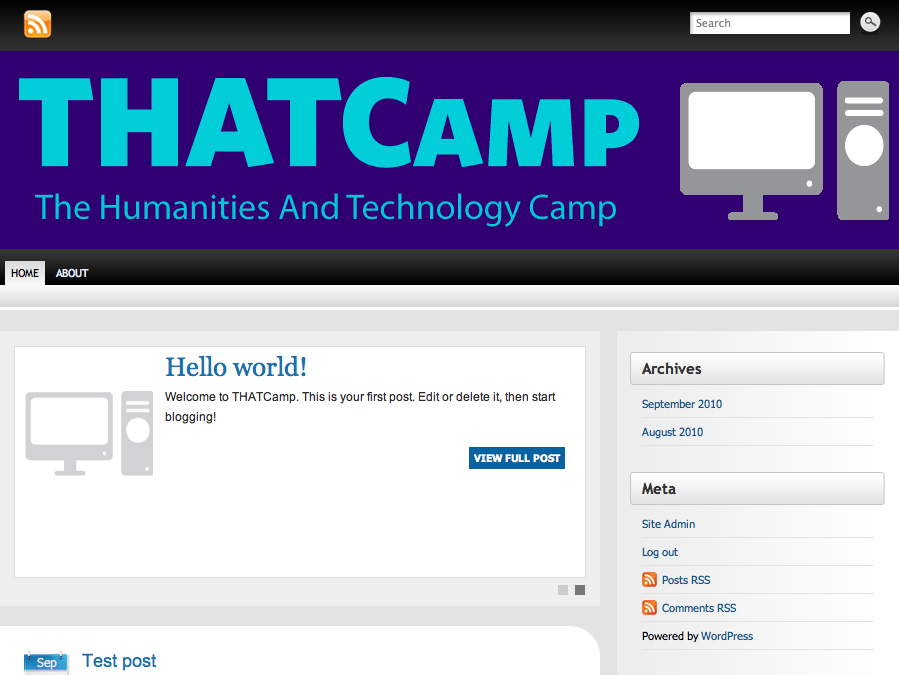 Search
THATCAMP
The Humanities And Technology Camp
HOME ABOUT
Hello world!
Welcome to THATCamp. This is your first post. Edit or delete it, then start
blogging!
VIEW FULL POST
Archives
September 2010
August 2010
Meta
Site Admin
Log out
Posts RSS
Comments RSS
Powered by WordPress
Sep
Test post